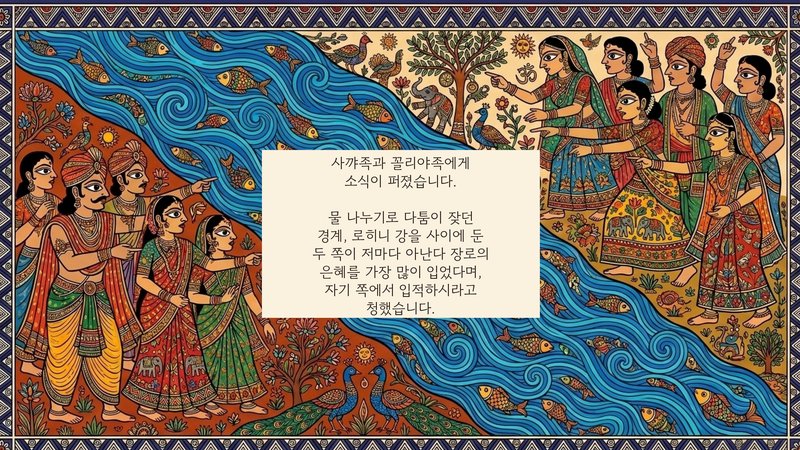 사꺄족과 꼴리야족에게
소식이 퍼졌습니다.
물 나누기로 다툼이 잦던
경계, 로히니 강을 사이에 둔
두 쪽이 저마다 아난다 장로의
은혜를 가장 많이 입었다며,
자기 쪽에서 입적하시라고
청했습니다.
ॐ